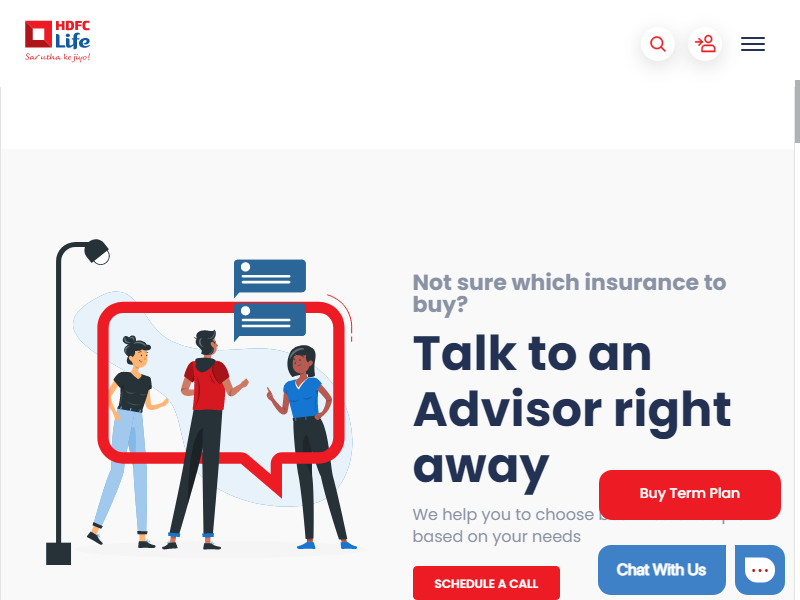 HDFC
Life
Sar utha ke jiyo!
Not sure which insurance to
buy?
Talk to an
Advisor right
away
Buy Term Plan
We help you to choose
based on your needs
Chat With Us
SCHEDULE A CALL